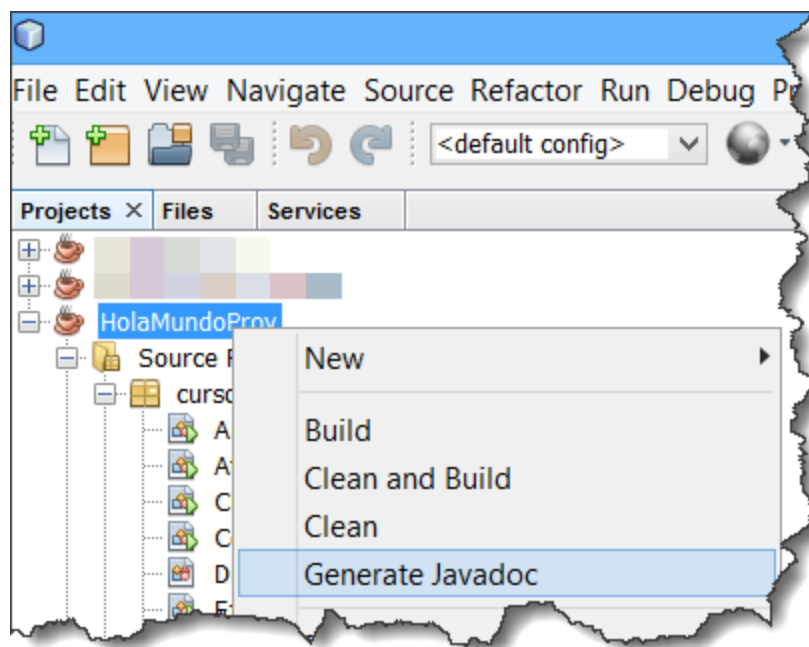 File Edit View Navigate Source Refactor Run Debug
<default config>
Projects Files Services
HolaMundoProy
Source
New
Build
Clean and Build
Clean
Generate Javadoc